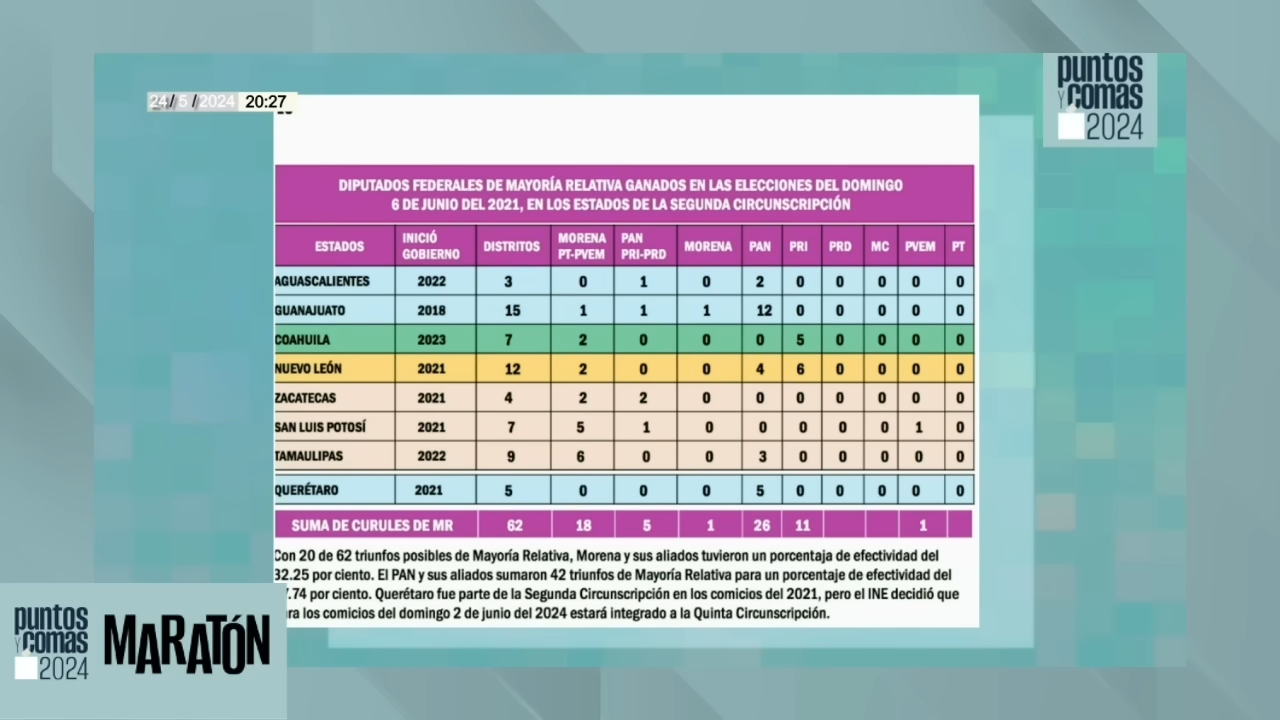 puntos
Y comas
2024
24/ 5 /2024 20:27
DIPUTADOS FEDERALES DE MAYORÍA RELATIVA GANADOS EN LAS ELECCIONES DEL DOMINGO
6 DE JUNIO DEL 2021, EN LOS ESTADOS DE LA SEGUNDA CIRCUNSCRIPCIÓN
ESTADOS INICIÓ GOBIERNO DISTRITOS MORENA PT-PVEM PAN PRI-PRD MORENA PAN PRI PRD MC PVEM PT
AGUASCALIENTES 2022 3 0 1 0 2 0 0 0 0 0
GUANAJUATO 2018 15 1 1 1 12 0 0 0 0 0
COAHUILA 2023 7 2 0 0 0 5 0 0 0 0
NUEVO LEÓN 2021 12 2 0 0 4 6 0 0 0 0
ZACATECAS 2021 4 2 2 0 0 0 0 0 0 0
SAN LUIS POTOSÍ 2021 7 5 1 0 0 0 0 0 1 0
TAMAULIPAS 2022 9 6 0 0 3 0 0 0 0 0
QUERÉTARO 2021 5 0 0 0 5 0 0 0 0 0
SUMA DE CURULES DE MR 62 18 5 1 26 11 1
Con 20 de 62 triunfos posibles de Mayoría Relativa, Morena y sus aliados tuvieron un porcentaja de efectividad del
32.25 por ciento. El PAN y sus aliados sumaron 42 triunfos de Mayoría Relativa para un porcentaje de efectividad del
7.74 por ciento. Querétaro fue parte de la Segunda Circunscripción en los comicios del 2021, pero el INE decidió que
los comicios del domingo 2 de junio del 2024 estará integrado a la Quinta Circunscripción.
puntos
Y comas
2024
MARATÓN